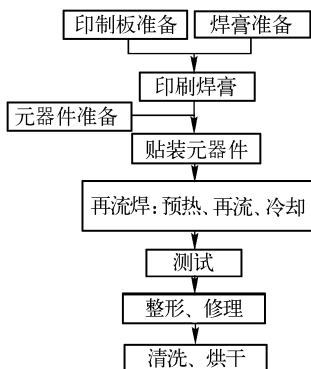 印制板准备
焊膏准备
印刷焊膏
元器件准备
贴装元器件
再流焊:预热、再流、冷却
测试
整形、修理
清洗、烘干